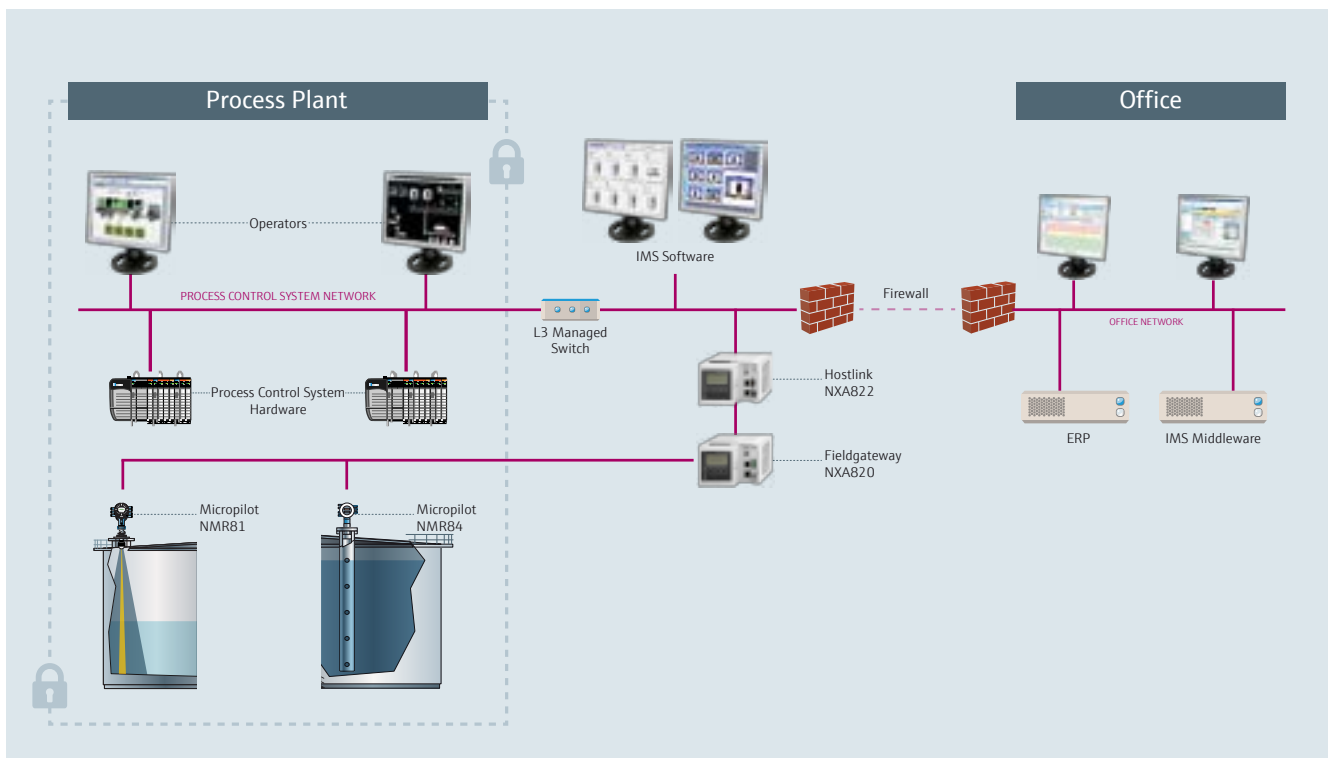 Process Plant
Office
Operators
IMS Software
PROCESS CONTROL SYSTEM NETWORK
L3 Managed
Switch
Firewall
OFFICE NETWORK
Process Control System
Hardware
Hostlink
NXA822
ERP
IMS Middleware
Fieldgateway
NXA820
Micropilot
NMR81
Micropilot
NMR84